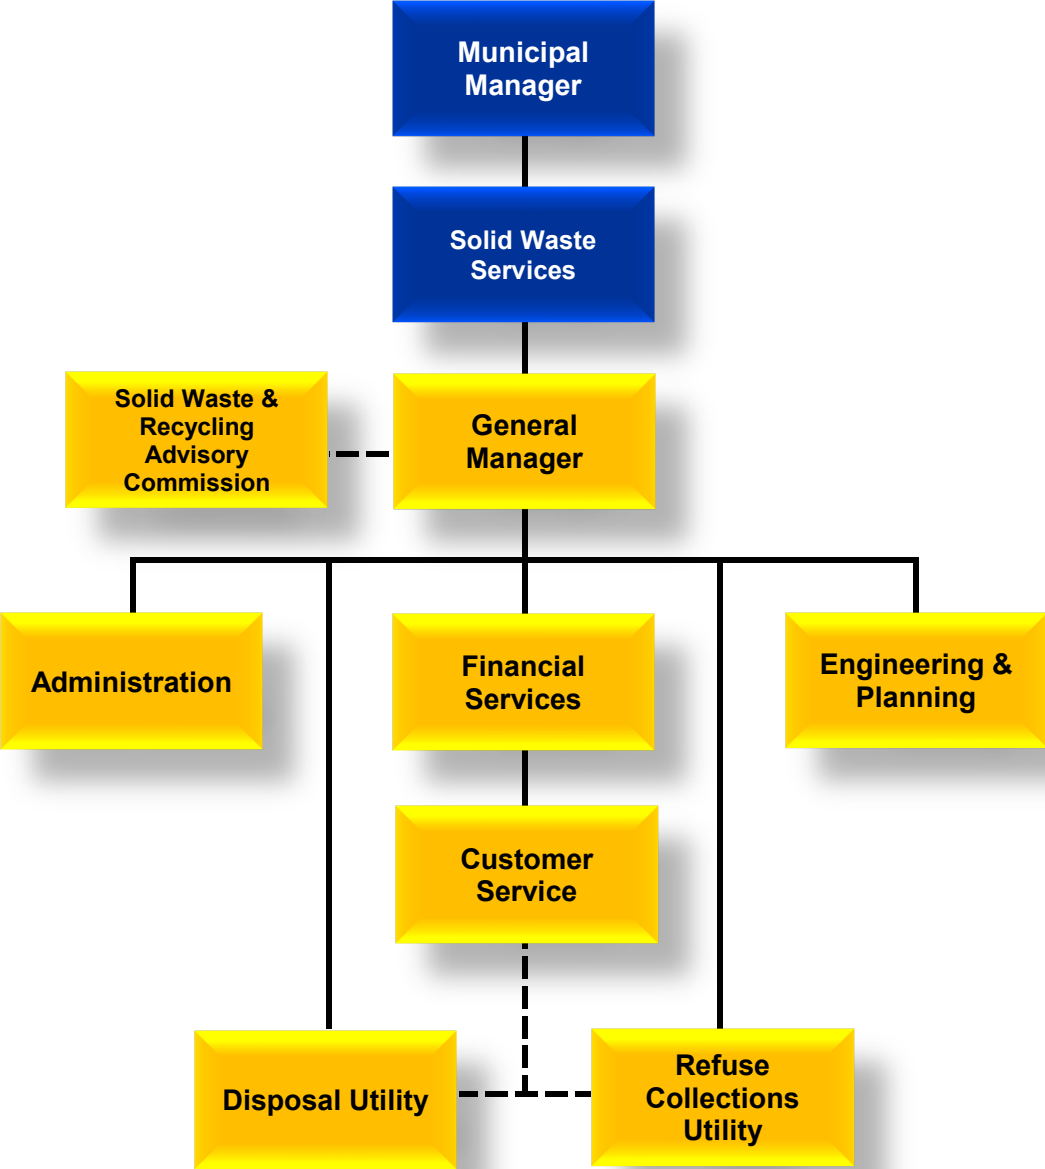 Municipal
Manager
Solid Waste
Services
Solid Waste &
Recycling
Advisory
Commission
General
Manager
Administration
Financial
Services
Engineering &
Planning
Customer
Service
Disposal Utility
Refuse
Collections
Utility